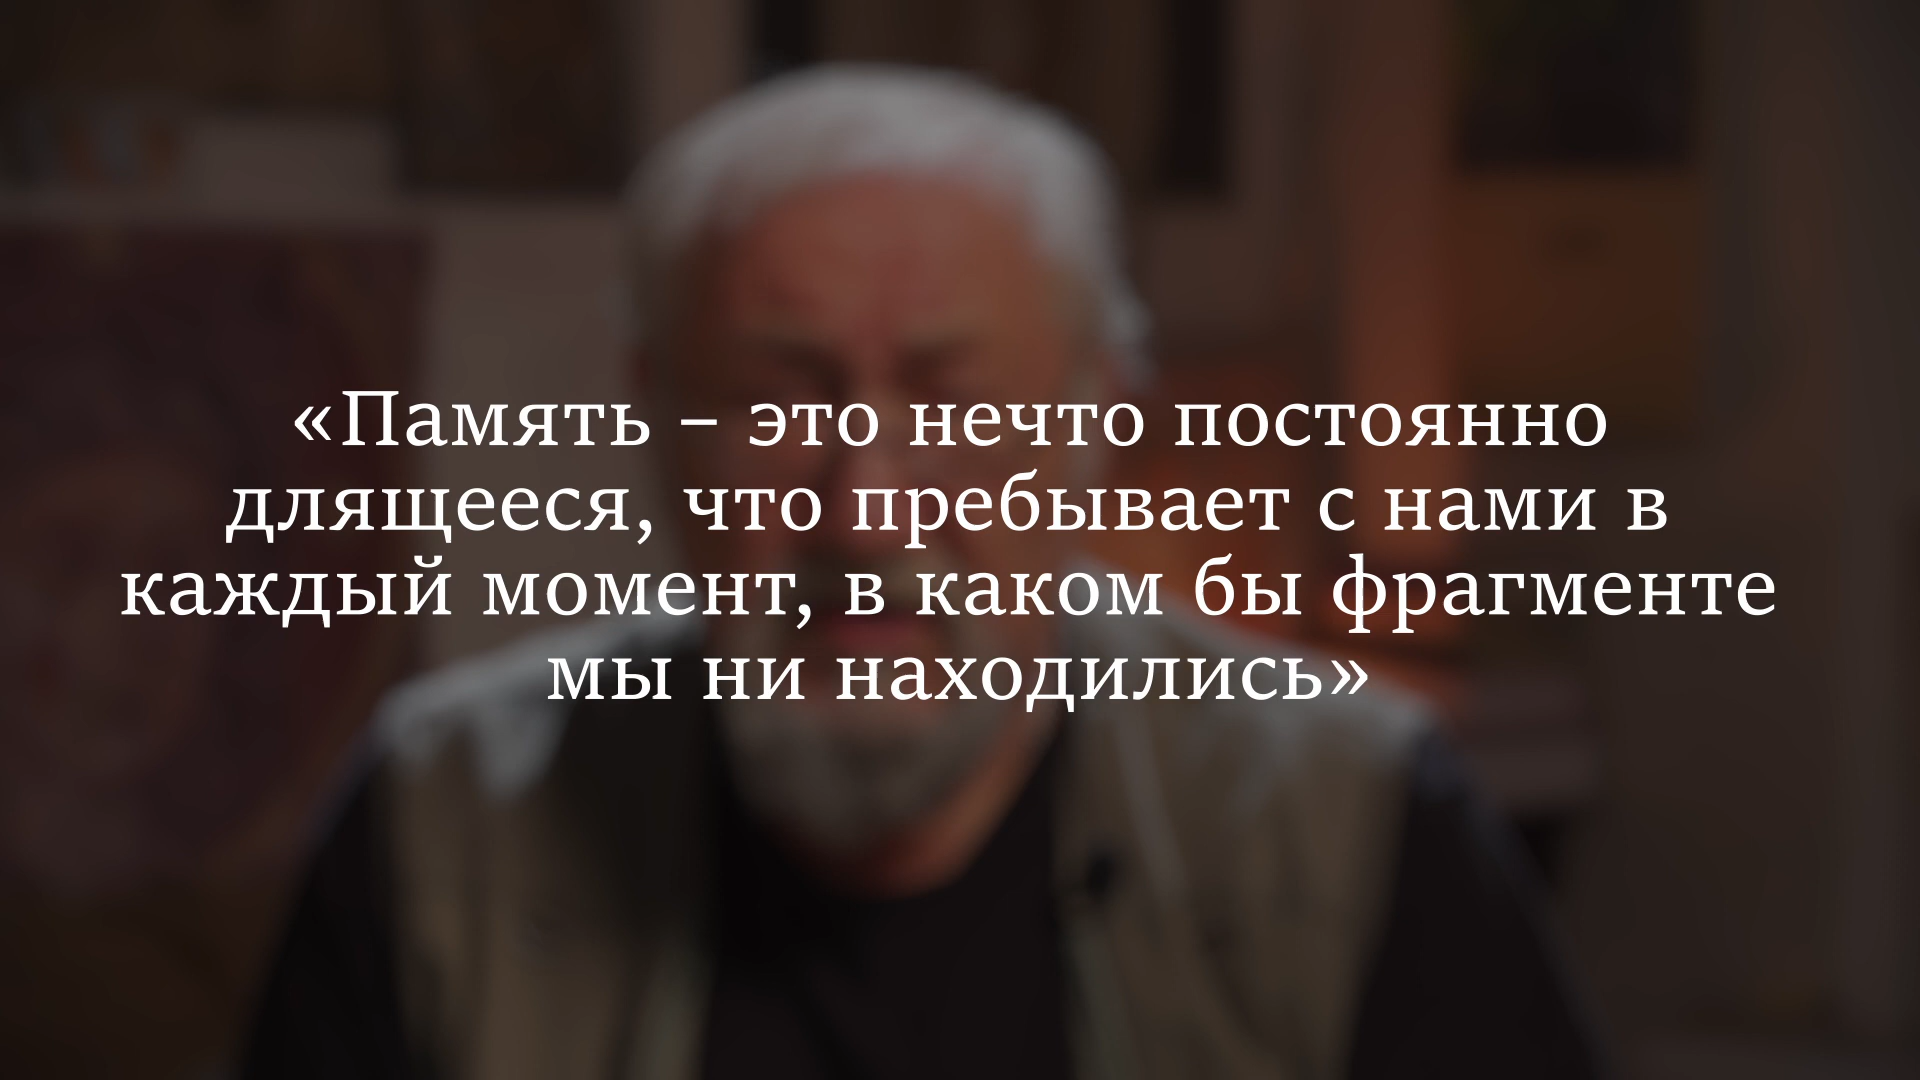 «Память – это нечто постоянно
длящееся, что пребывает с нами в
каждый момент, в каком бы фрагменте
мы ни находились»